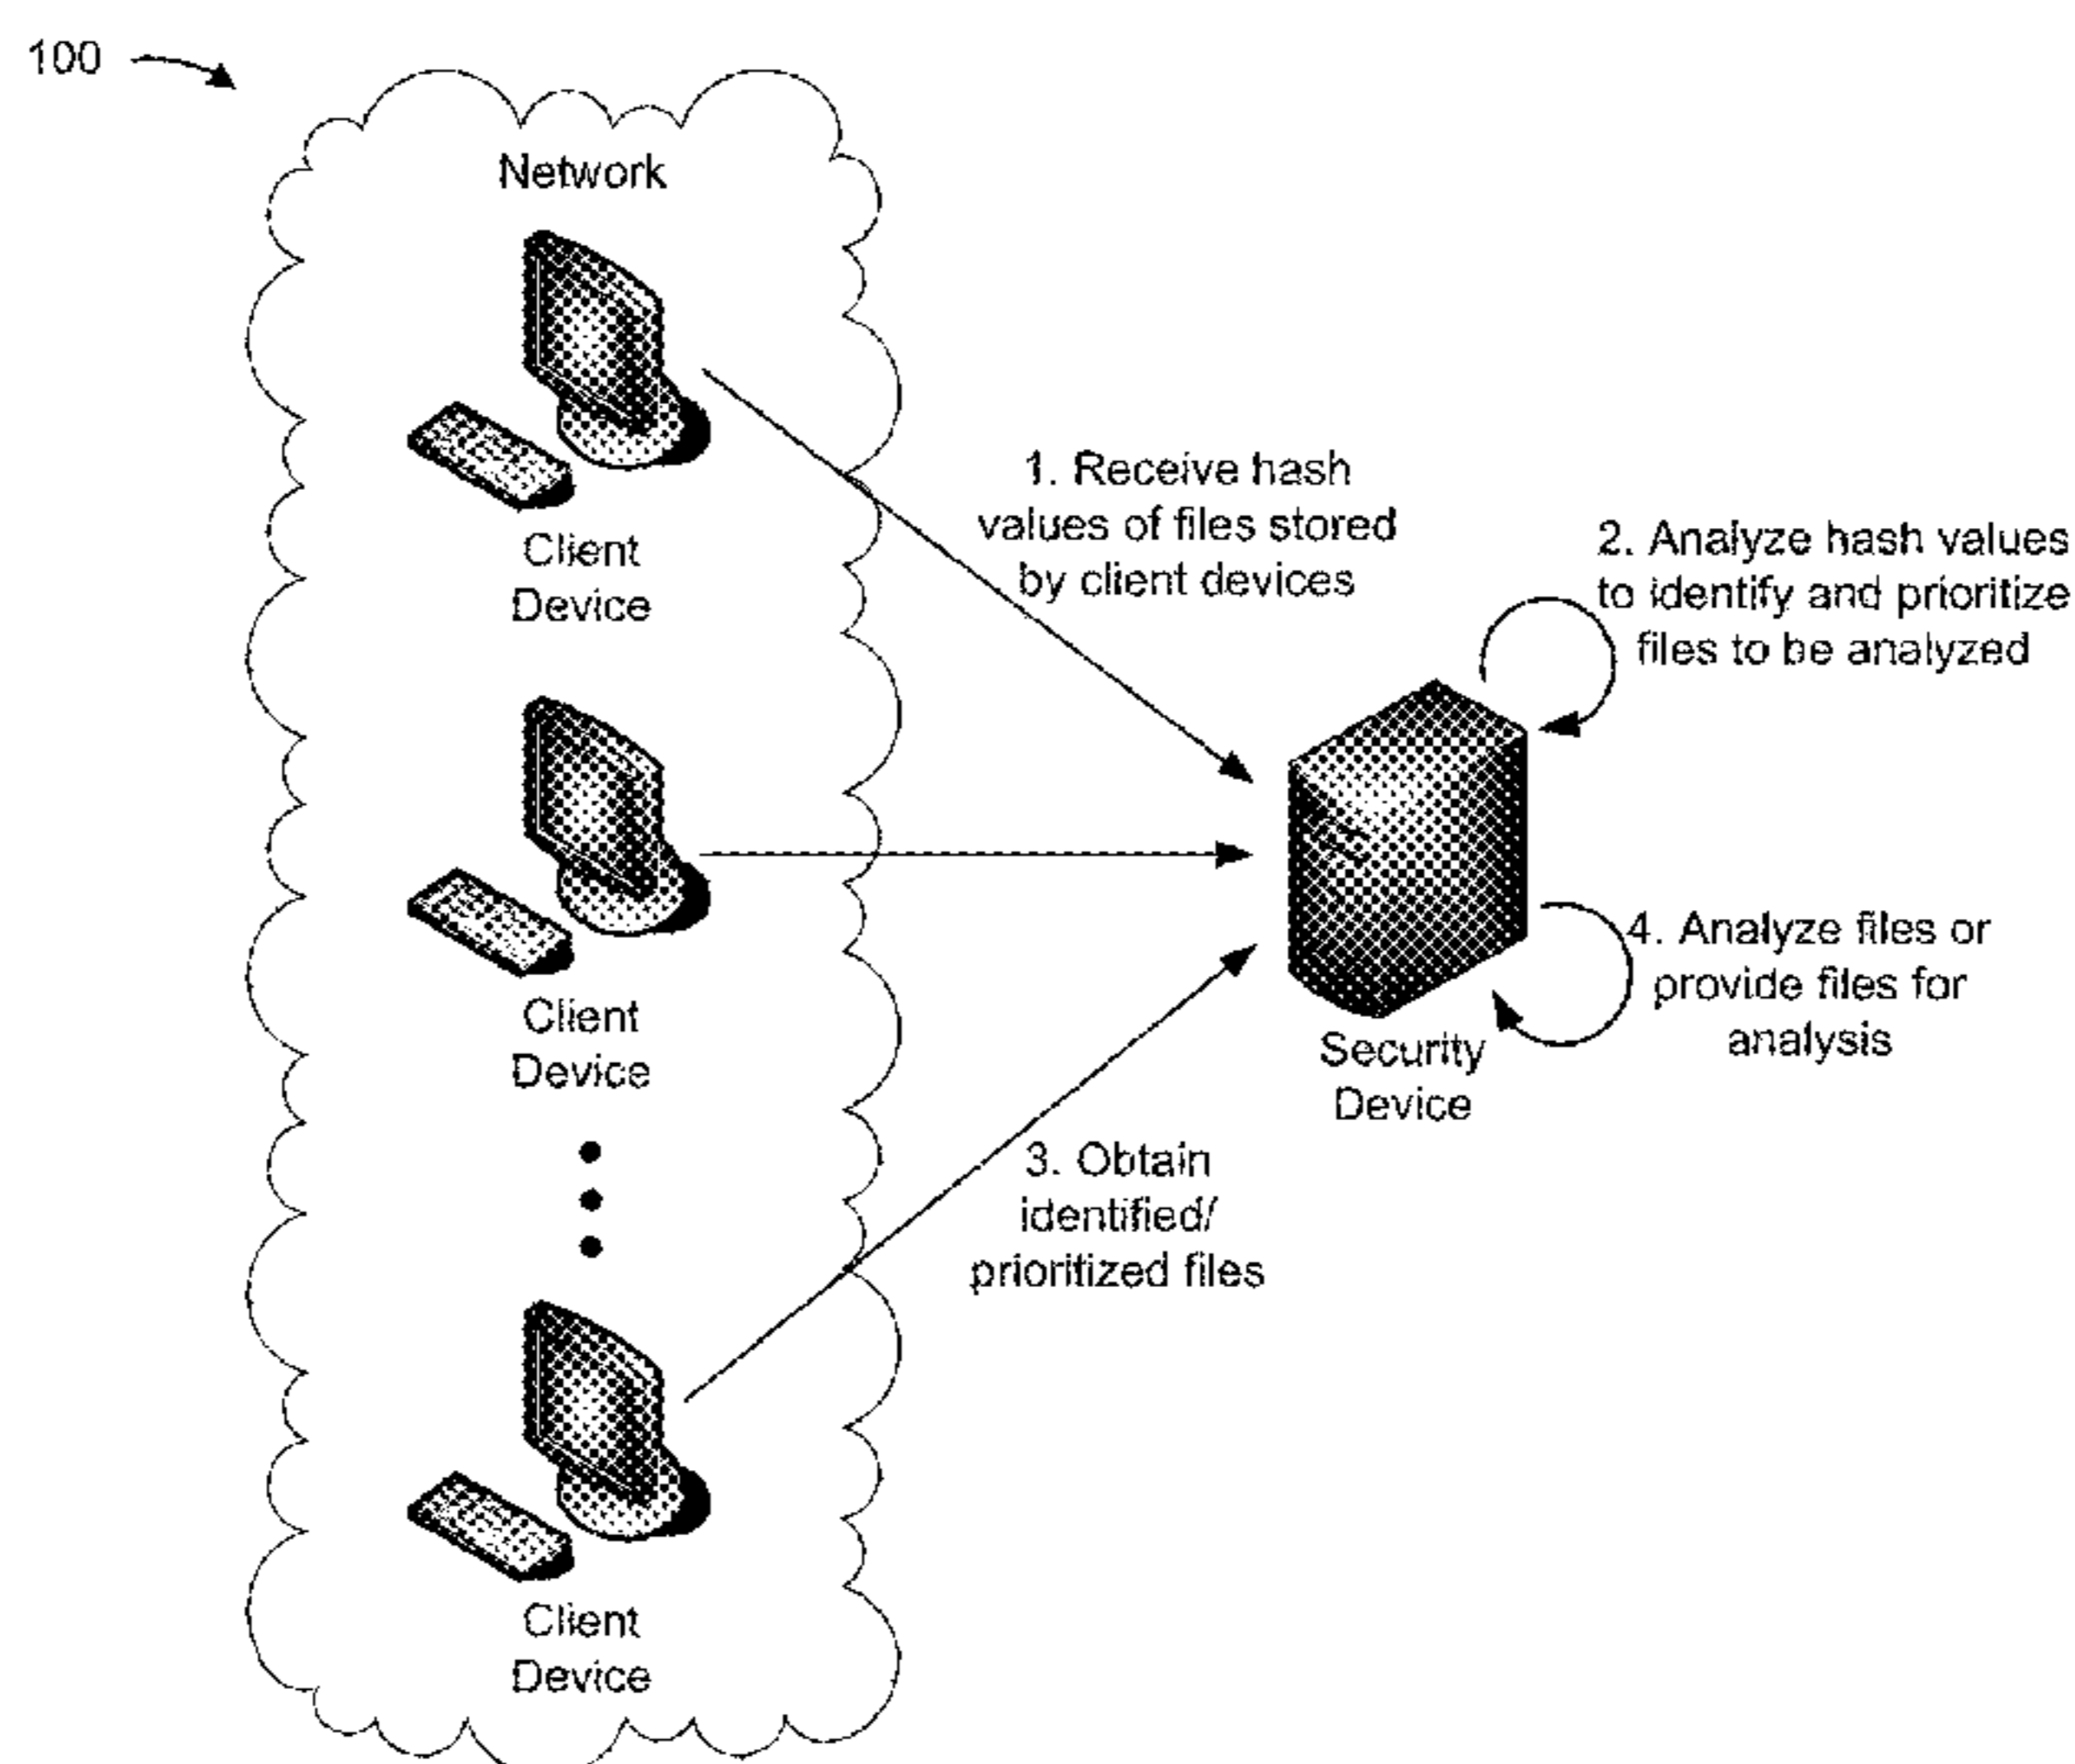 100
Network
Client
Device
1. Receive hash
values of files stored
by client devices
2. Analyze hash values
to identify and prioritize
files to be analyzed
Client
Device
Security
Device
4. Analyze files or
provide files for
analysis
3. Obtain
identified/
prioritized files
Client
Device